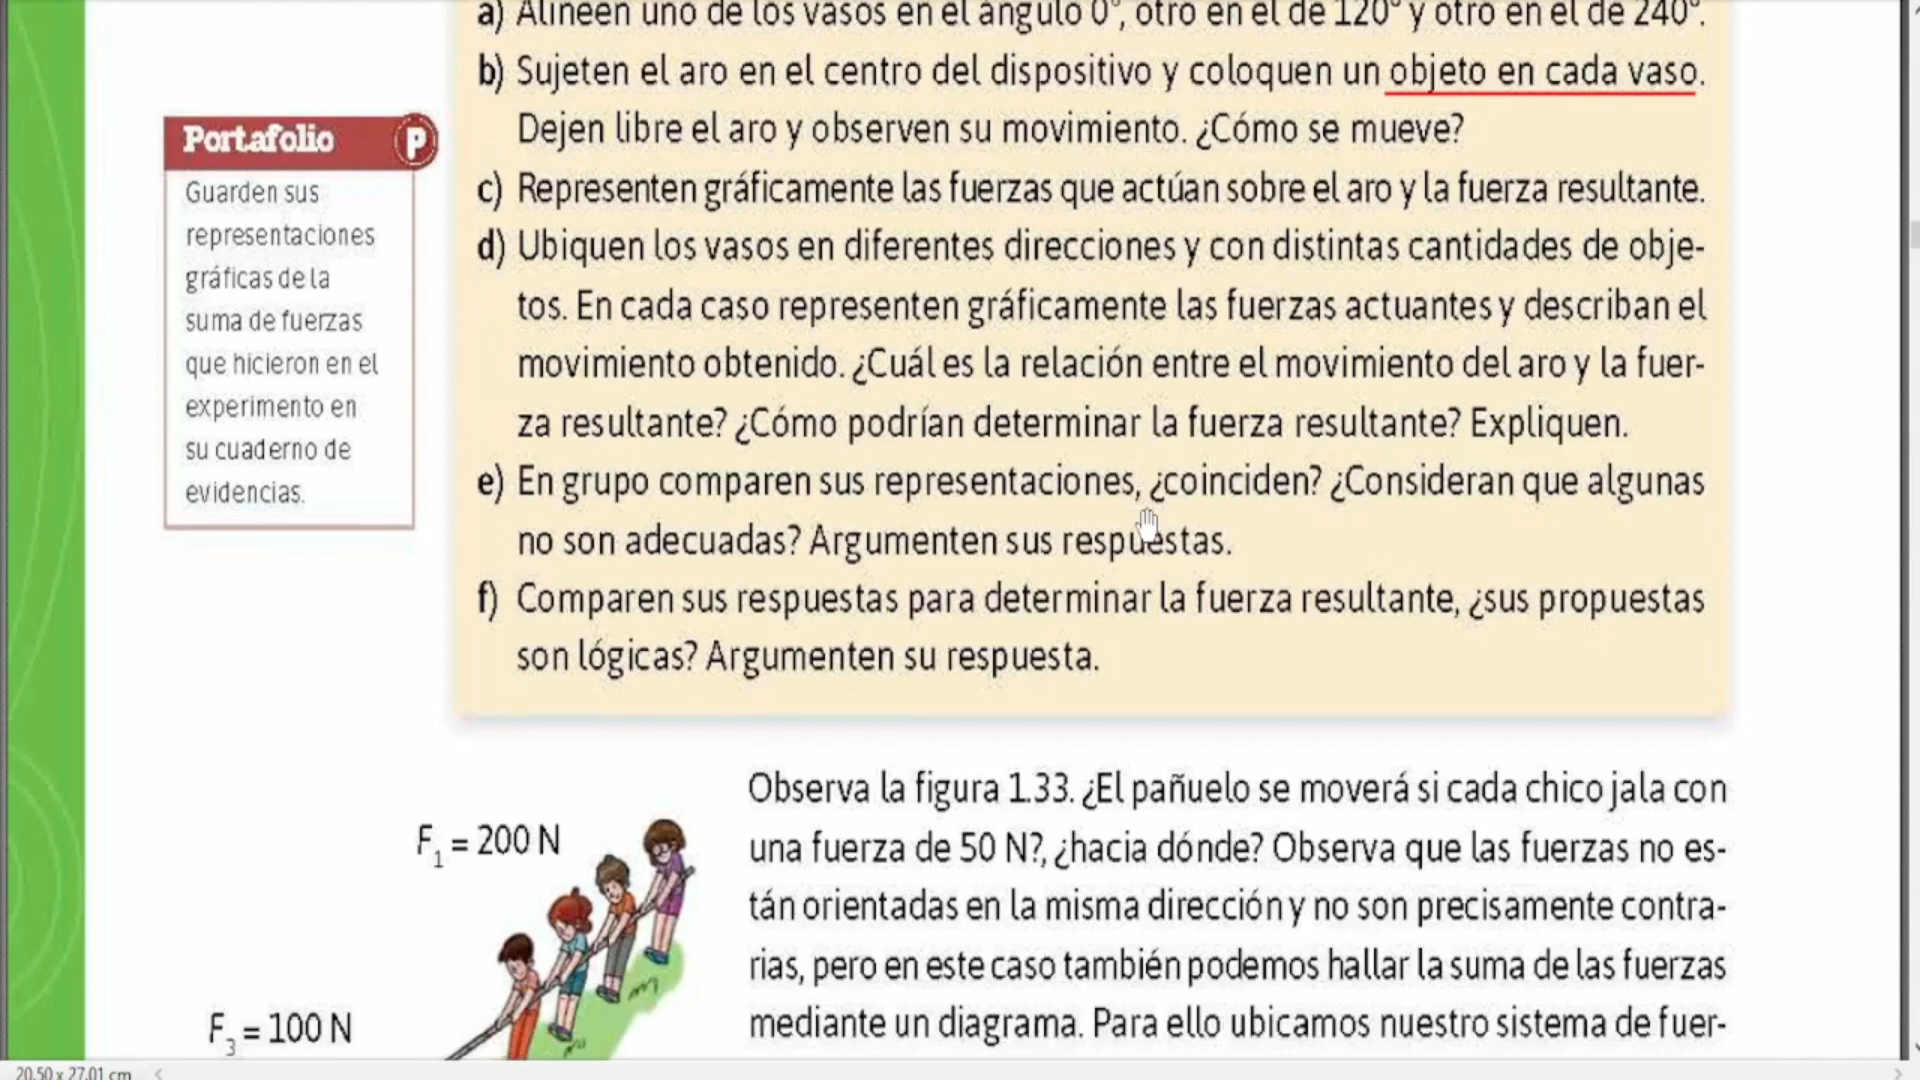 a) Alineen uno de los vasos en el ángulo 0°, otro en el de 120° y otro en el de 240°.
b) Sujeten el aro en el centro del dispositivo y coloquen un objeto en cada vaso.
Dejen libre el aro y observen su movimiento. ¿Cómo se mueve?
c) Representen gráficamente las fuerzas que actúan sobre el aro y la fuerza resultante.
d) Ubiquen los vasos en diferentes direcciones y con distintas cantidades de obje-
tos. En cada caso representen gráficamente las fuerzas actuantes y describan el
movimiento obtenido. ¿Cuál es la relación entre el movimiento del aro y la fuer-
za resultante? ¿Cómo podrían determinar la fuerza resultante? Expliquen.
e) En grupo comparen sus representaciones, ¿coinciden? ¿Consideran que algunas
no son adecuadas? Argumenten sus respuestas.
f) Comparen sus respuestas para determinar la fuerza resultante, ¿sus propuestas
son lógicas? Argumenten su respuesta.
Portafolio P
Guarden sus
representaciones
gráficas de la
suma de fuerzas
que hicieron en el
experimento en
su cuaderno de
evidencias.
F1 = 200 N
F3 = 100 N
Observa la figura 1.33. ¿El pañuelo se moverá si cada chico jala con
una fuerza de 50 N?, ¿hacia dónde? Observa que las fuerzas no es-
tán orientadas en la misma dirección y no son precisamente contra-
rias, pero en este caso también podemos hallar la suma de las fuerzas
mediante un diagrama. Para ello ubicamos nuestro sistema de fuer-
20.50 x 27.01 cm